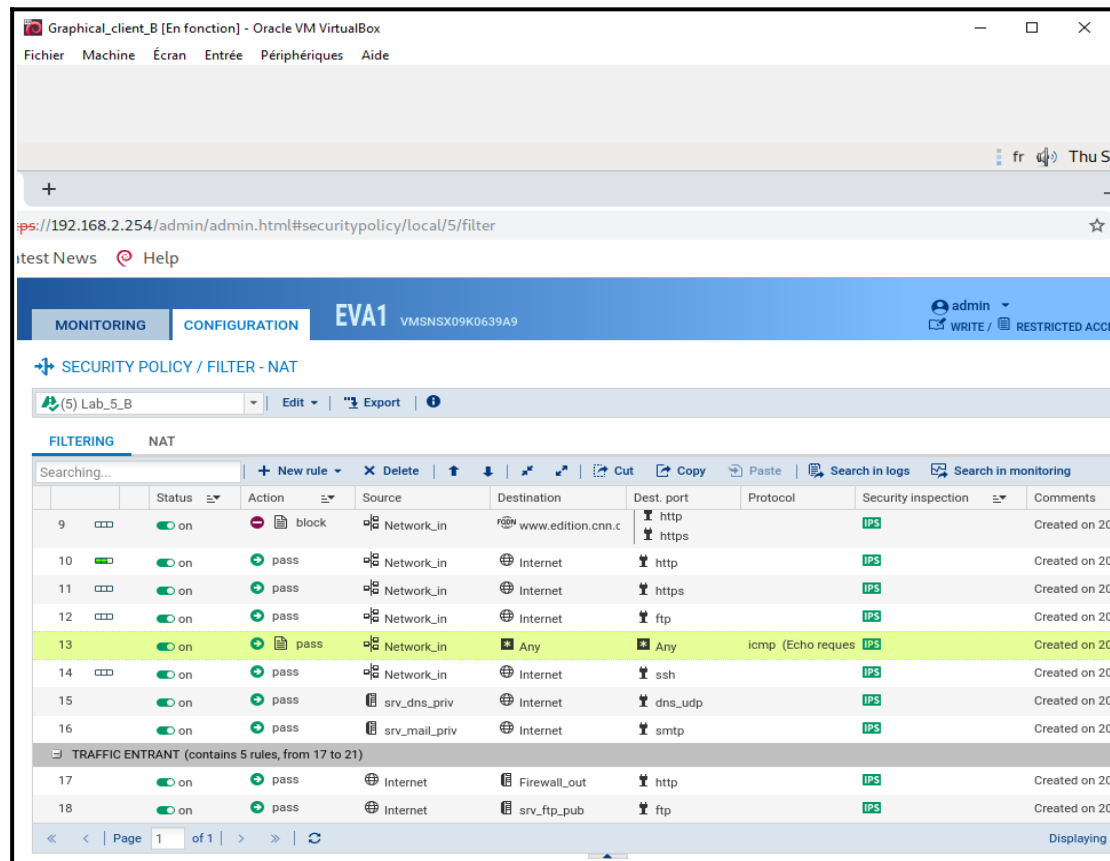 Graphical_client_B [En fonction] - Oracle VM VirtualBox
Fichier Machine Écran Entrée Périphériques Aide
fr Thu S
ps://192.168.2.254/admin/admin.html#securitypolicy/local/5/filter
test News Help
MONITORING CONFIGURATION EVA1 VMSNSX09K0639A9 admin
WRITE / RESTRICTED ACCE
SECURITY POLICY / FILTER - NAT
(5) Lab_5_B Edit Export
FILTERING NAT
Searching... New rule Delete Cut Copy Paste Search in logs Search in monitoring
Status Action Source Destination Dest. port Protocol Security inspection Comments
9 on block Network_in FQDN www.edition.cnn.c http https IPS Created on 20
10 on pass Network_in Internet http IPS Created on 20
11 on pass Network_in Internet https IPS Created on 20
12 on pass Network_in Internet ftp IPS Created on 20
13 on pass Network_in Any Any icmp (Echo reques IPS Created on 20
14 on pass Network_in Internet ssh IPS Created on 20
15 on pass srv_dns_priv Internet dns_udp IPS Created on 20
16 on pass srv_mail_priv Internet smtp IPS Created on 20
TRAFFIC ENTRANT (contains 5 rules, from 17 to 21)
17 on pass Internet Firewall_out http IPS Created on 20
18 on pass Internet srv_ftp_pub ftp IPS Created on 20
« < Page 1 of 1 > » Displaying